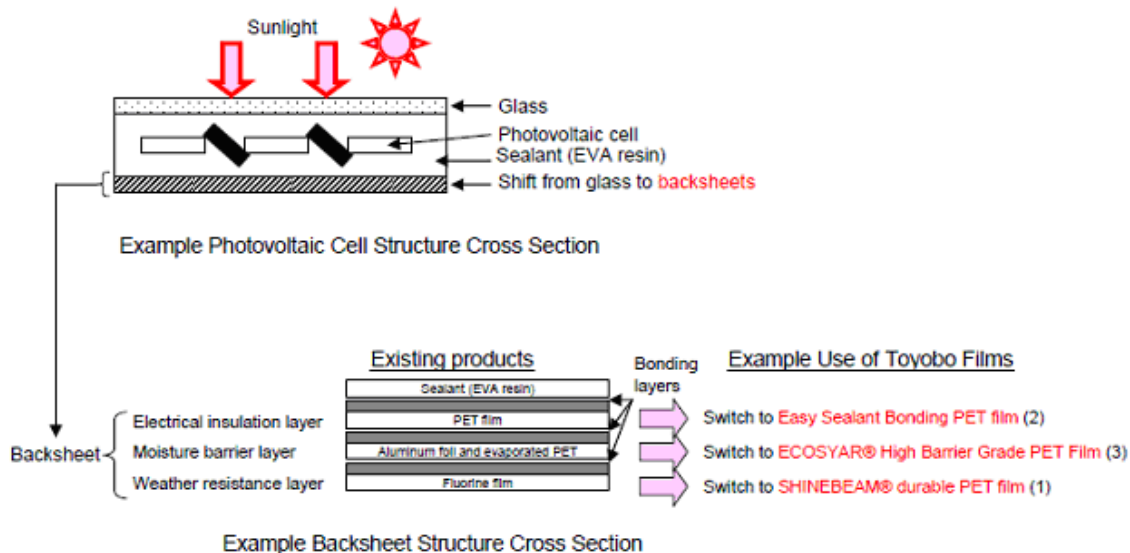 Sunlight
Glass
Photovoltaic cell
Sealant (EVA resin)
Shift from glass to backsheets
Example Photovoltaic Cell Structure Cross Section
Existing products
Bonding
layers
Example Use of Toyobo Films
Sealant (EVA resin)
Electrical insulation layer
PET film
Switch to Easy Sealant Bonding PET film (2)
Backsheet
Moisture barrier layer
Aluminum foil and evaporated PET
Switch to ECOSYAR® High Barrier Grade PET Film (3)
Weather resistance layer
Fluorine film
Switch to SHINEBEAM® durable PET film (1)
Example Backsheet Structure Cross Section